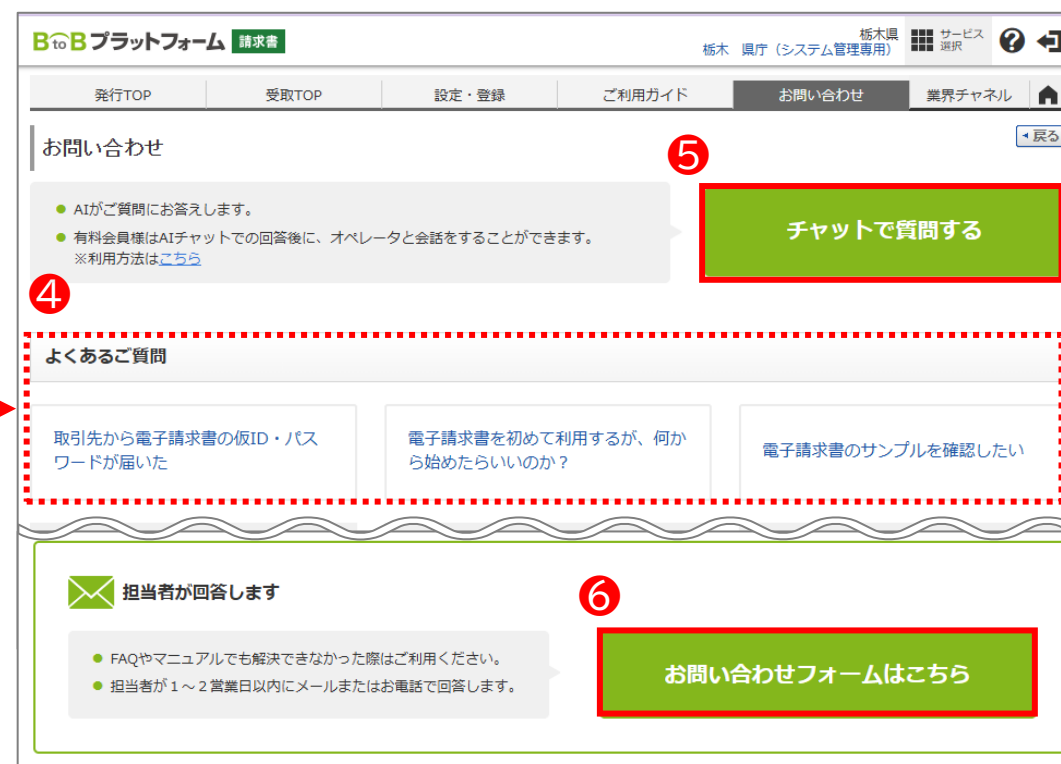 BtoBプラットフォーム 請求書
栃木県
栃木 県庁（システム管理専用）
サービス
選択
?
発行TOP 受取TOP 設定・登録 ご利用ガイド お問い合わせ 業界チャネル
お問い合わせ
戻る
5
AIがご質問にお答えします。
有料会員様はAIチャットでの回答後に、オペレータと会話をすることができます。
※利用方法はこちら
チャットで質問する
4
よくあるご質問
取引先から電子請求書の仮ID・パス
ワードが届いた
電子請求書を初めて利用するが、何か
ら始めたらいいのか？
電子請求書のサンプルを確認したい
担当者が回答します
6
FAQやマニュアルでも解決できなかった際はご利用ください。
担当者が１～２営業日以内にメールまたはお電話で回答します。
お問い合わせフォームはこちら